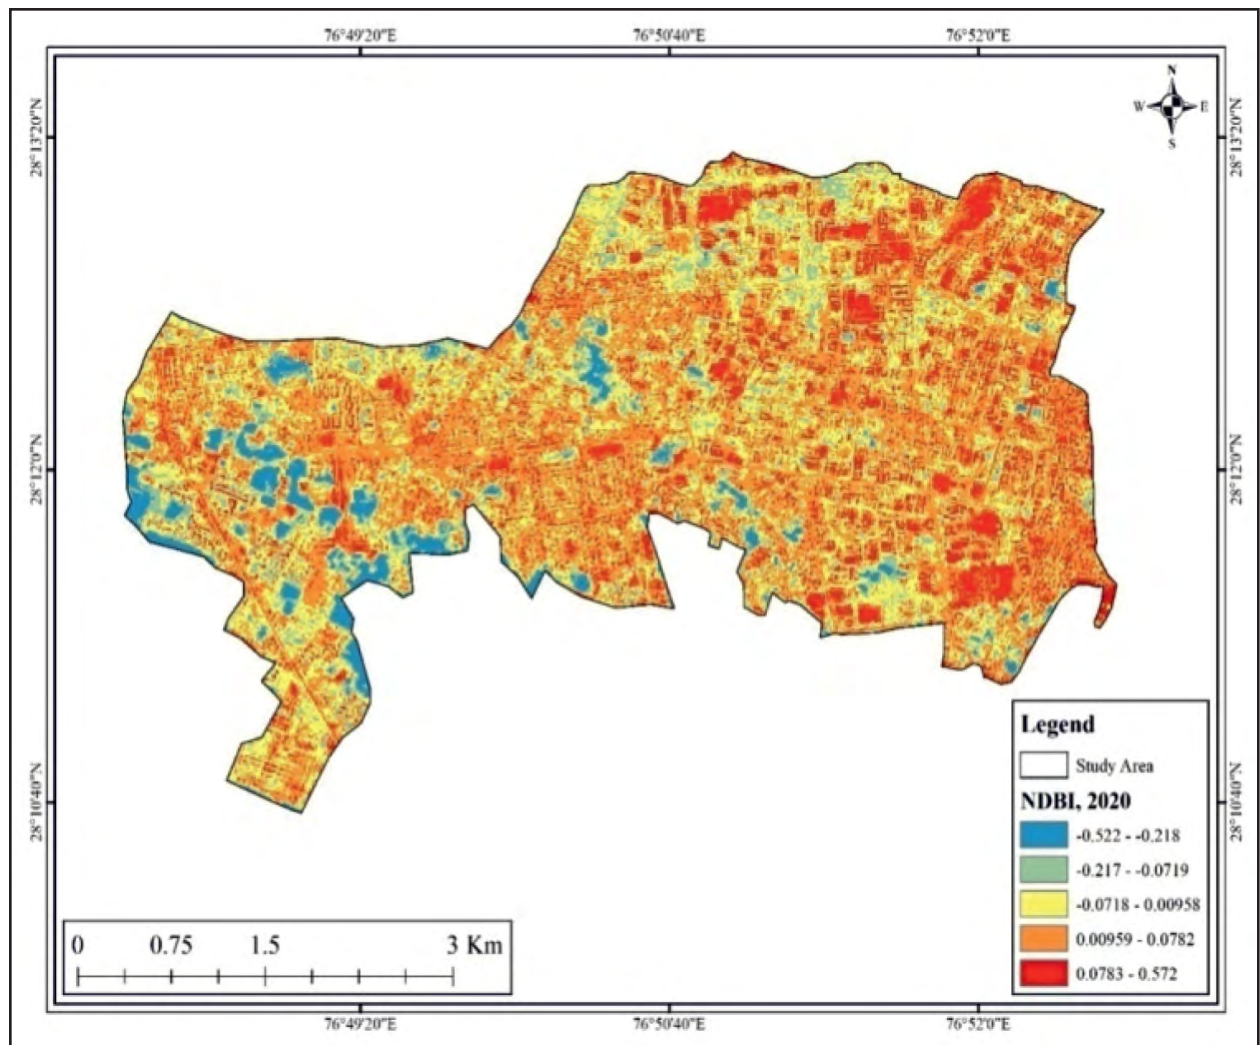 76°49'20"E 76°50'40"E 76°52'0"E
28°13'20"N 28°13'20"N
N
W E
S
28°12'0"N 28°12'0"N
28°10'40"N 28°10'40"N
Legend
Study Area
NDBI, 2020
-0.522 - -0.218
-0.217 - -0.0719
-0.0718 - 0.00958
0.00959 - 0.0782
0.0783 - 0.572
0 0.75 1.5 3 Km
76°49'20"E 76°50'40"E 76°52'0"E